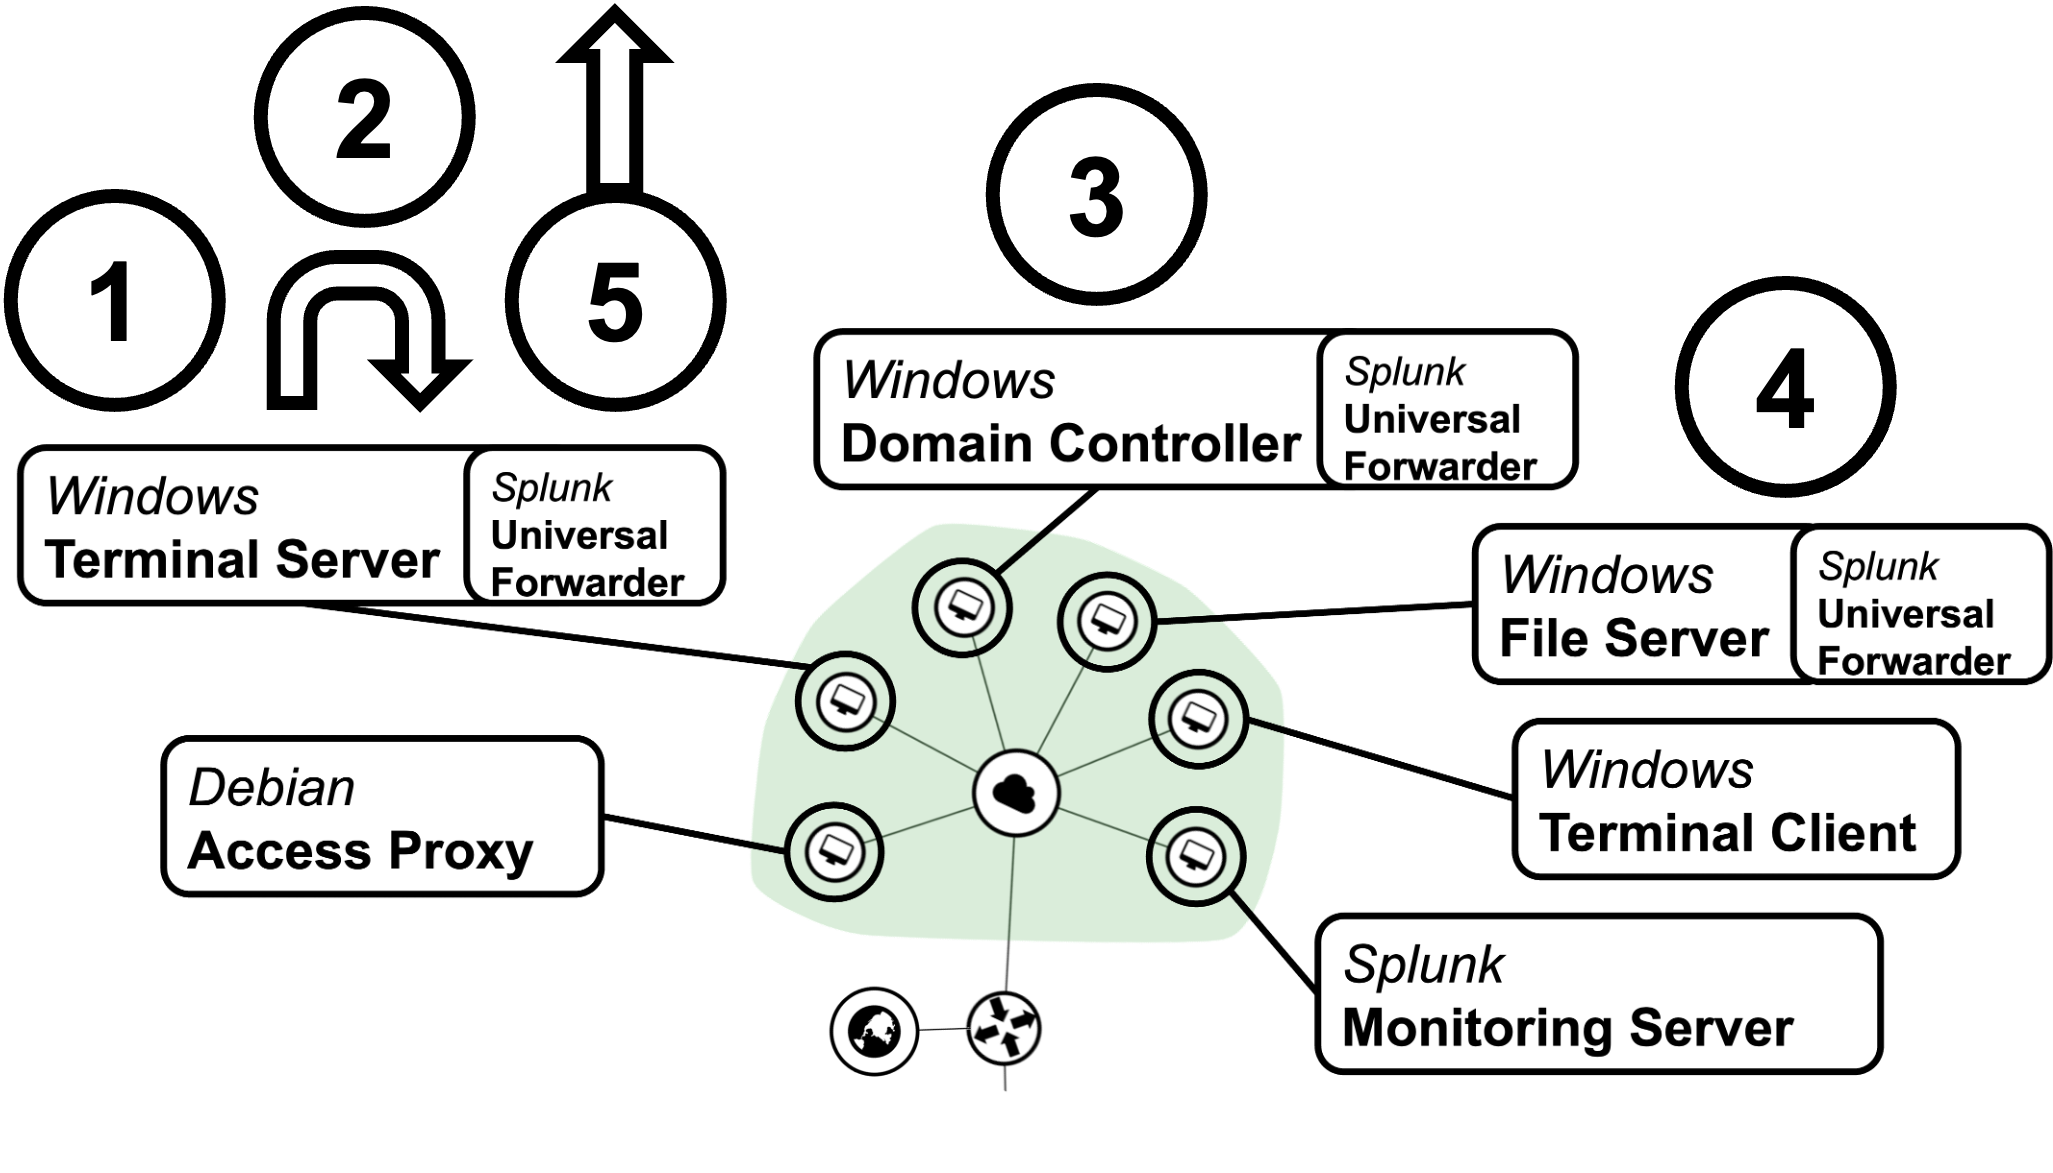 2
1
5
3
4
Windows
Domain Controller
Splunk
Universal
Forwarder
Windows
Terminal Server
Splunk
Universal
Forwarder
Windows
File Server
Splunk
Universal
Forwarder
Debian
Access Proxy
Windows
Terminal Client
Splunk
Monitoring Server